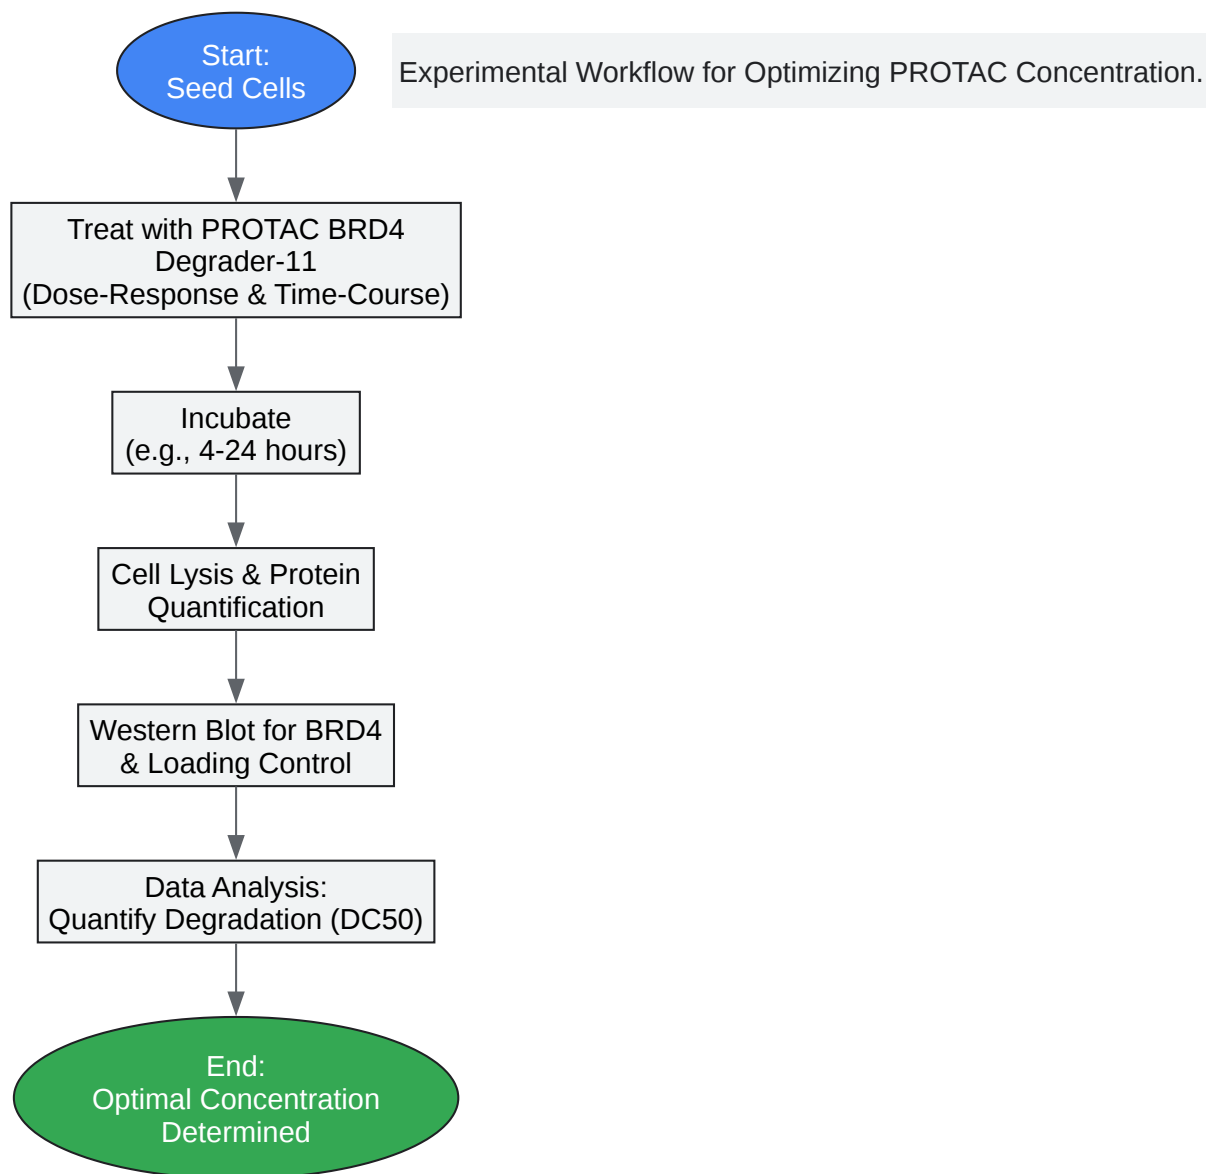 Start:
Seed Cells
Experimental Workflow for Optimizing PROTAC Concentration.
Treat with PROTAC BRD4
Degrader-11
(Dose-Response & Time-Course)
Incubate
(e.g., 4-24 hours)
Cell Lysis & Protein
Quantification
Western Blot for BRD4
& Loading Control
Data Analysis:
Quantify Degradation (DC50)
End:
Optimal Concentration
Determined